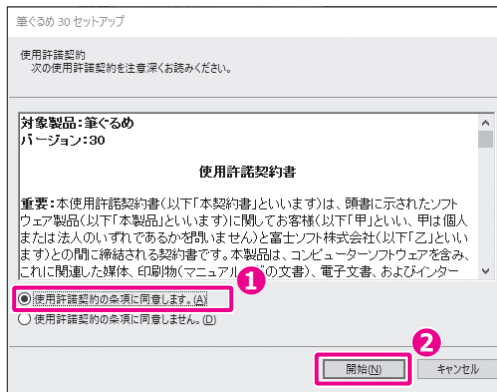 筆ぐるめ 30 セットアップ
使用許諾契約
次の使用許諾契約を注意深くお読みください。
対象製品：筆ぐるめ
バージョン：30
使用許諾契約書
重要：本使用許諾契約書（以下「本契約書」といいます）は、頭書に示されたソフト
ウェア製品（以下「本製品」といいます）に関してお客様（以下「甲」といい、甲は個人
または法人のいずれであるかを問いません）と富士ソフト株式会社（以下「乙」といい
ます）との間に締結される契約書です。本製品は、コンピューターソフトウェアを含み、
これに関連した媒体、印刷物（マニュアル の文書）、電子文書、およびインター
1
使用許諾契約の条項に同意します。(A)
使用許諾契約の条項に同意しません。(D)
2
開始(N) キャンセル